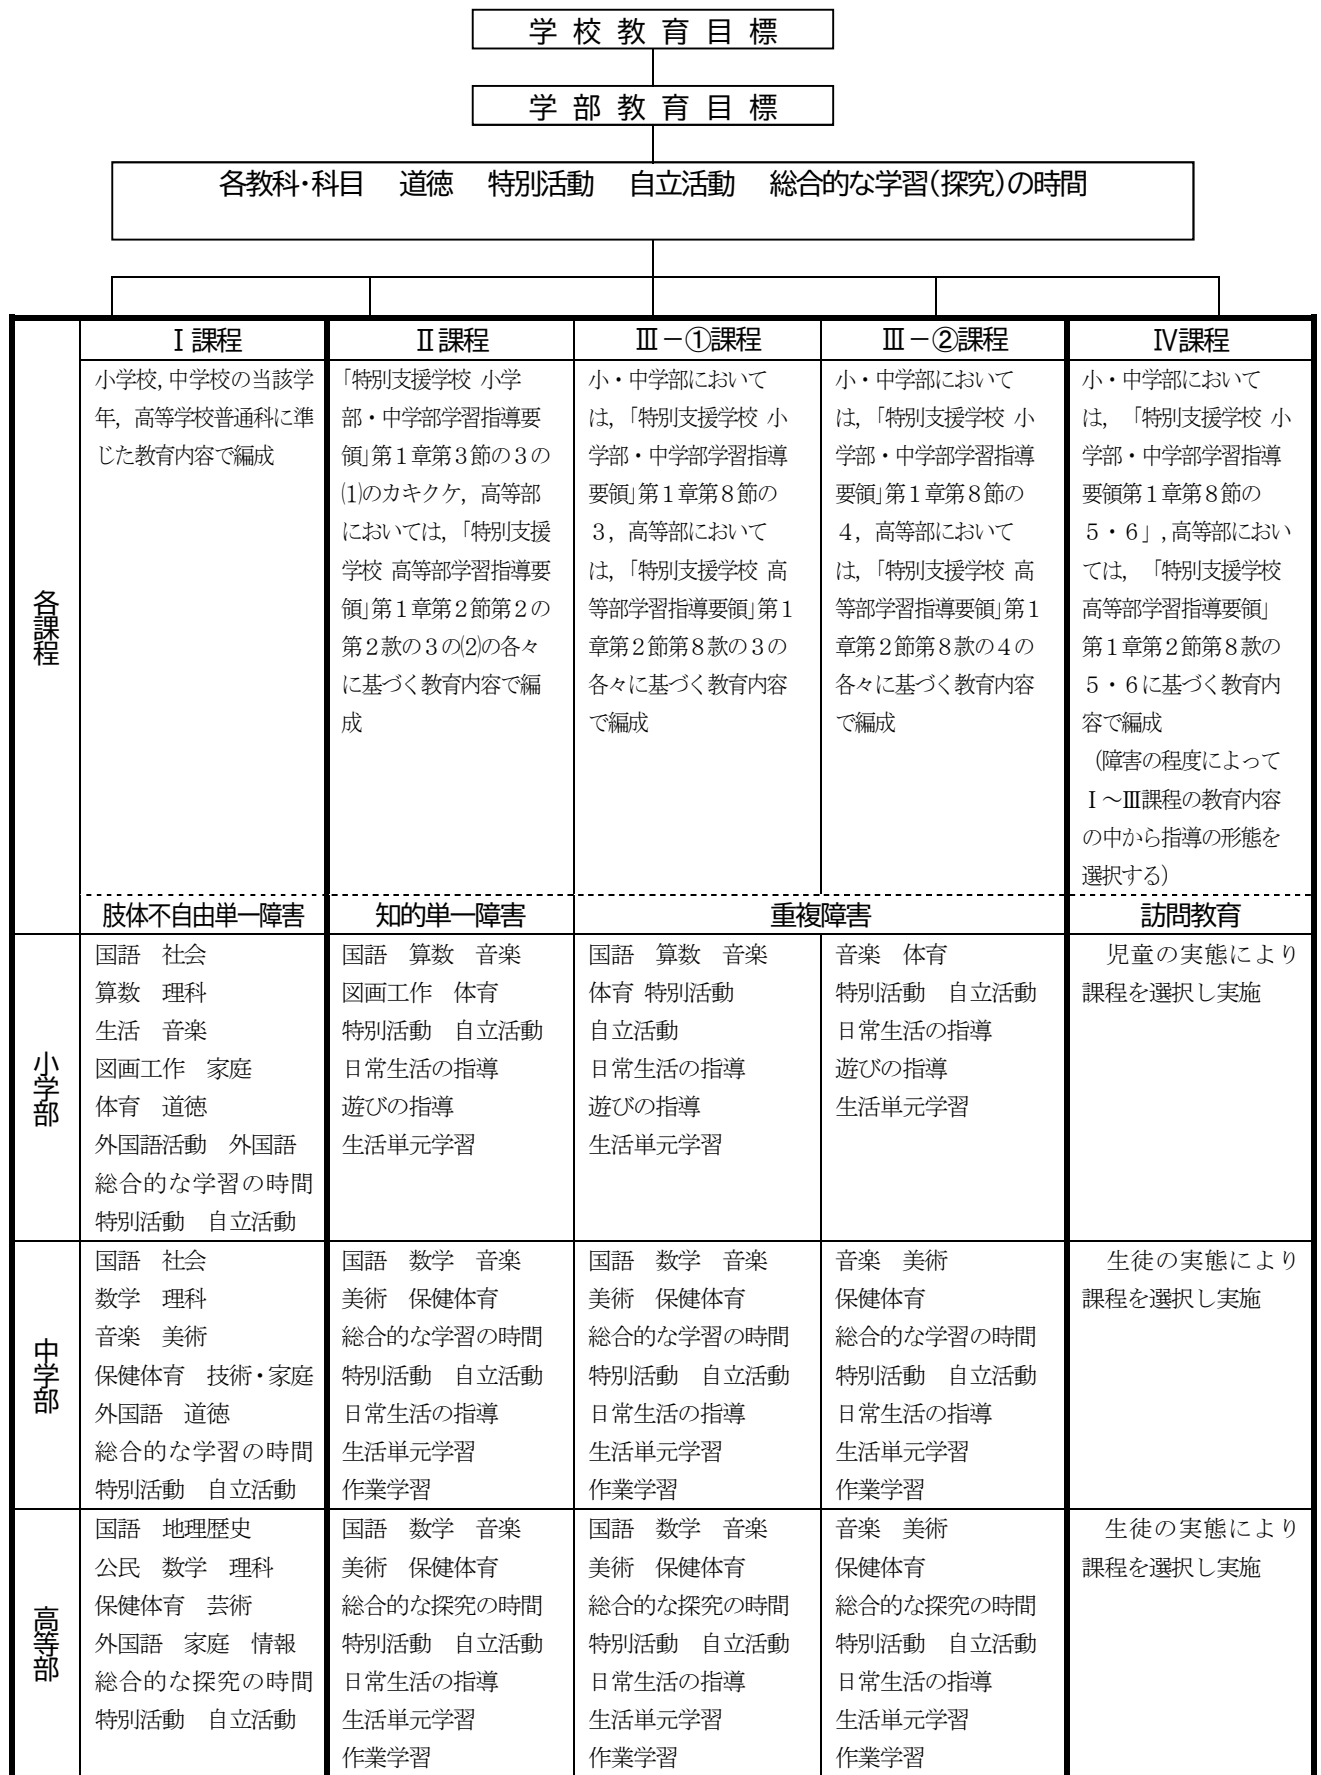 学校教育目標
学部教育目標
各教科・科目　道徳　特別活動　自立活動　総合的な学習(探究)の時間
各課程
Ⅰ課程
小学校,中学校の当該学
年，高等学校普通科に準
じた教育内容で編成
肢体不自由単一障害
Ⅱ課程
「特別支援学校 小学
部・中学部学習指導要
領」第１章第３節の３の
⑴のカキクケ，高等部
においては,「特別支援
学校 高等部学習指導要
領」第１章第２節第２の
第２款の３の⑵の各々
に基づく教育内容で編
成
知的単一障害
Ⅲ－①課程
小・中学部において
は,「特別支援学校 小
学部・中学部学習指導
要領」第１章第８節の
３，高等部において
は,「特別支援学校 高
等部学習指導要領」第１
章第２節第８款の３の
各々に基づく教育内容
で編成
Ⅲ－②課程
小・中学部において
は,「特別支援学校 小
学部・中学部学習指導
要領」第１章第８節の
４，高等部において
は,「特別支援学校 高
等部学習指導要領」第１
章第２節第８款の４の
各々に基づく教育内容
で編成
重複障害
Ⅳ課程
小・中学部において
は，「特別支援学校 小
学部・中学部学習指導
要領第１章第８節の
５・６」,高等部におい
ては，「特別支援学校
高等部学習指導要領」
第１章第２節第８款の
５・６に基づく教育内
容で編成
（障害の程度によって
Ⅰ～Ⅲ課程の教育内容
の中から指導の形態を
選択する）
訪問教育
小学部
国語　社会
算数　理科
生活　音楽
図画工作　家庭
体育　道徳
外国語活動　外国語
総合的な学習の時間
特別活動　自立活動
国語　算数　音楽
図画工作　体育
特別活動　自立活動
日常生活の指導
遊びの指導
生活単元学習
国語　算数　音楽
体育 特別活動
自立活動
日常生活の指導
遊びの指導
生活単元学習
音楽　体育
特別活動　自立活動
日常生活の指導
遊びの指導
生活単元学習
児童の実態により
課程を選択し実施
中学部
国語　社会
数学　理科
音楽　美術
保健体育　技術・家庭
外国語　道徳
総合的な学習の時間
特別活動　自立活動
国語　数学　音楽
美術　保健体育
総合的な学習の時間
特別活動　自立活動
日常生活の指導
生活単元学習
作業学習
国語　数学　音楽
美術　保健体育
総合的な学習の時間
特別活動　自立活動
日常生活の指導
生活単元学習
作業学習
音楽　美術
保健体育
総合的な学習の時間
特別活動　自立活動
日常生活の指導
生活単元学習
作業学習
生徒の実態により
課程を選択し実施
高等部
国語　地理歴史
公民　数学　理科
保健体育　芸術
外国語　家庭　情報
総合的な探究の時間
特別活動　自立活動
国語　数学　音楽
美術　保健体育
総合的な探究の時間
特別活動　自立活動
日常生活の指導
生活単元学習
作業学習
国語　数学　音楽
美術　保健体育
総合的な探究の時間
特別活動　自立活動
日常生活の指導
生活単元学習
作業学習
音楽　美術
保健体育
総合的な探究の時間
特別活動　自立活動
日常生活の指導
生活単元学習
作業学習
生徒の実態により
課程を選択し実施